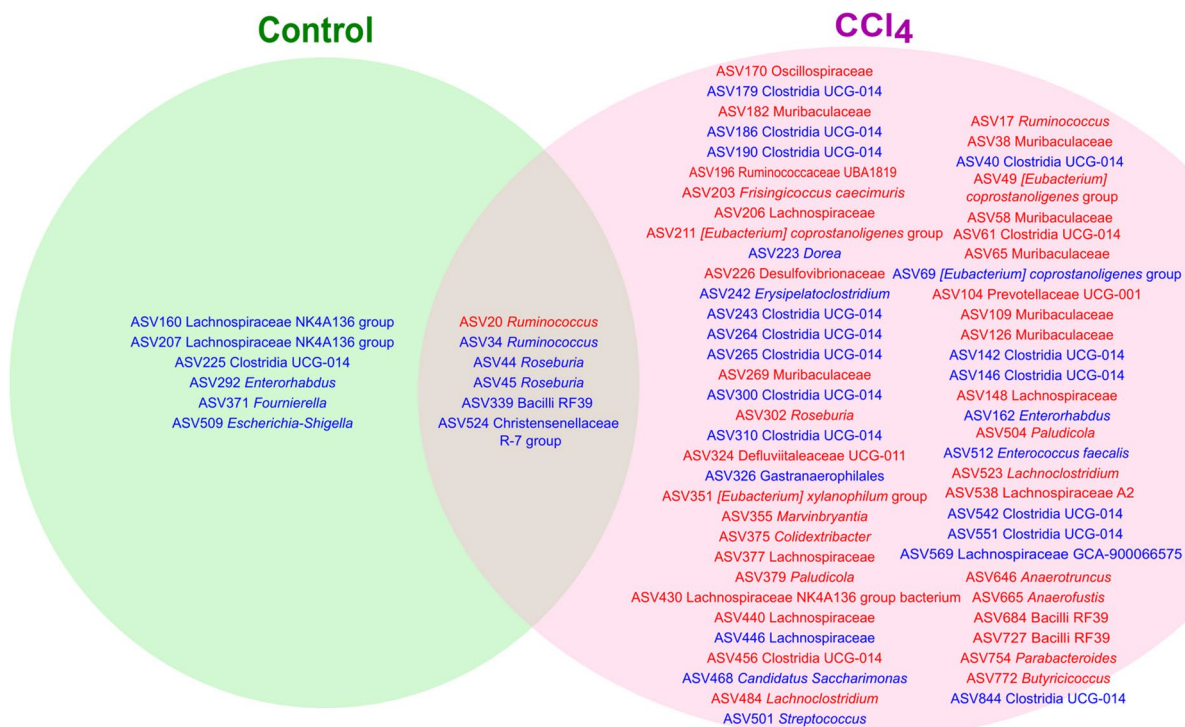 Control
CCl4
ASV160 Lachnospiraceae NK4A136 group
ASV207 Lachnospiraceae NK4A136 group
ASV225 Clostridia UCG-014
ASV292 Enterorhabdus
ASV371 Fournierella
ASV509 Escherichia-Shigella
ASV20 Ruminococcus
ASV34 Ruminococcus
ASV44 Roseburia
ASV45 Roseburia
ASV339 Bacilli RF39
ASV524 Christensenellaceae
R-7 group
ASV170 Oscillospiraceae
ASV179 Clostridia UCG-014
ASV182 Muribaculaceae
ASV186 Clostridia UCG-014
ASV190 Clostridia UCG-014
ASV196 Ruminococcaceae UBA1819
ASV203 Frisingicoccus caecimuris
ASV206 Lachnospiraceae
ASV211 [Eubacterium] coprostanoligenes group
ASV223 Dorea
ASV226 Desulfovibrionaceae
ASV242 Erysipelatoclostridium
ASV243 Clostridia UCG-014
ASV264 Clostridia UCG-014
ASV265 Clostridia UCG-014
ASV269 Muribaculaceae
ASV300 Clostridia UCG-014
ASV302 Roseburia
ASV310 Clostridia UCG-014
ASV324 Defluviitaleaceae UCG-011
ASV326 Gastranaerophilales
ASV351 [Eubacterium] xylanophilum group
ASV355 Marvinbryantia
ASV375 Colidextribacter
ASV377 Lachnospiraceae
ASV379 Paludicola
ASV430 Lachnospiraceae NK4A136 group bacterium
ASV440 Lachnospiraceae
ASV446 Lachnospiraceae
ASV456 Clostridia UCG-014
ASV468 Candidatus Saccharimonas
ASV484 Lachnoclostridium
ASV501 Streptococcus
ASV17 Ruminococcus
ASV38 Muribaculaceae
ASV40 Clostridia UCG-014
ASV49 [Eubacterium]
coprostanoligenes group
ASV58 Muribaculaceae
ASV61 Clostridia UCG-014
ASV65 Muribaculaceae
ASV69 [Eubacterium] coprostanoligenes group
ASV104 Prevotellaceae UCG-001
ASV109 Muribaculaceae
ASV126 Muribaculaceae
ASV142 Clostridia UCG-014
ASV146 Clostridia UCG-014
ASV148 Lachnospiraceae
ASV162 Enterorhabdus
ASV504 Paludicola
ASV512 Enterococcus faecalis
ASV523 Lachnoclostridium
ASV538 Lachnospiraceae A2
ASV542 Clostridia UCG-014
ASV551 Clostridia UCG-014
ASV569 Lachnospiraceae GCA-900066575
ASV646 Anaerotruncus
ASV665 Anaerofustis
ASV684 Bacilli RF39
ASV727 Bacilli RF39
ASV754 Parabacteroides
ASV772 Butyricicoccus
ASV844 Clostridia UCG-014